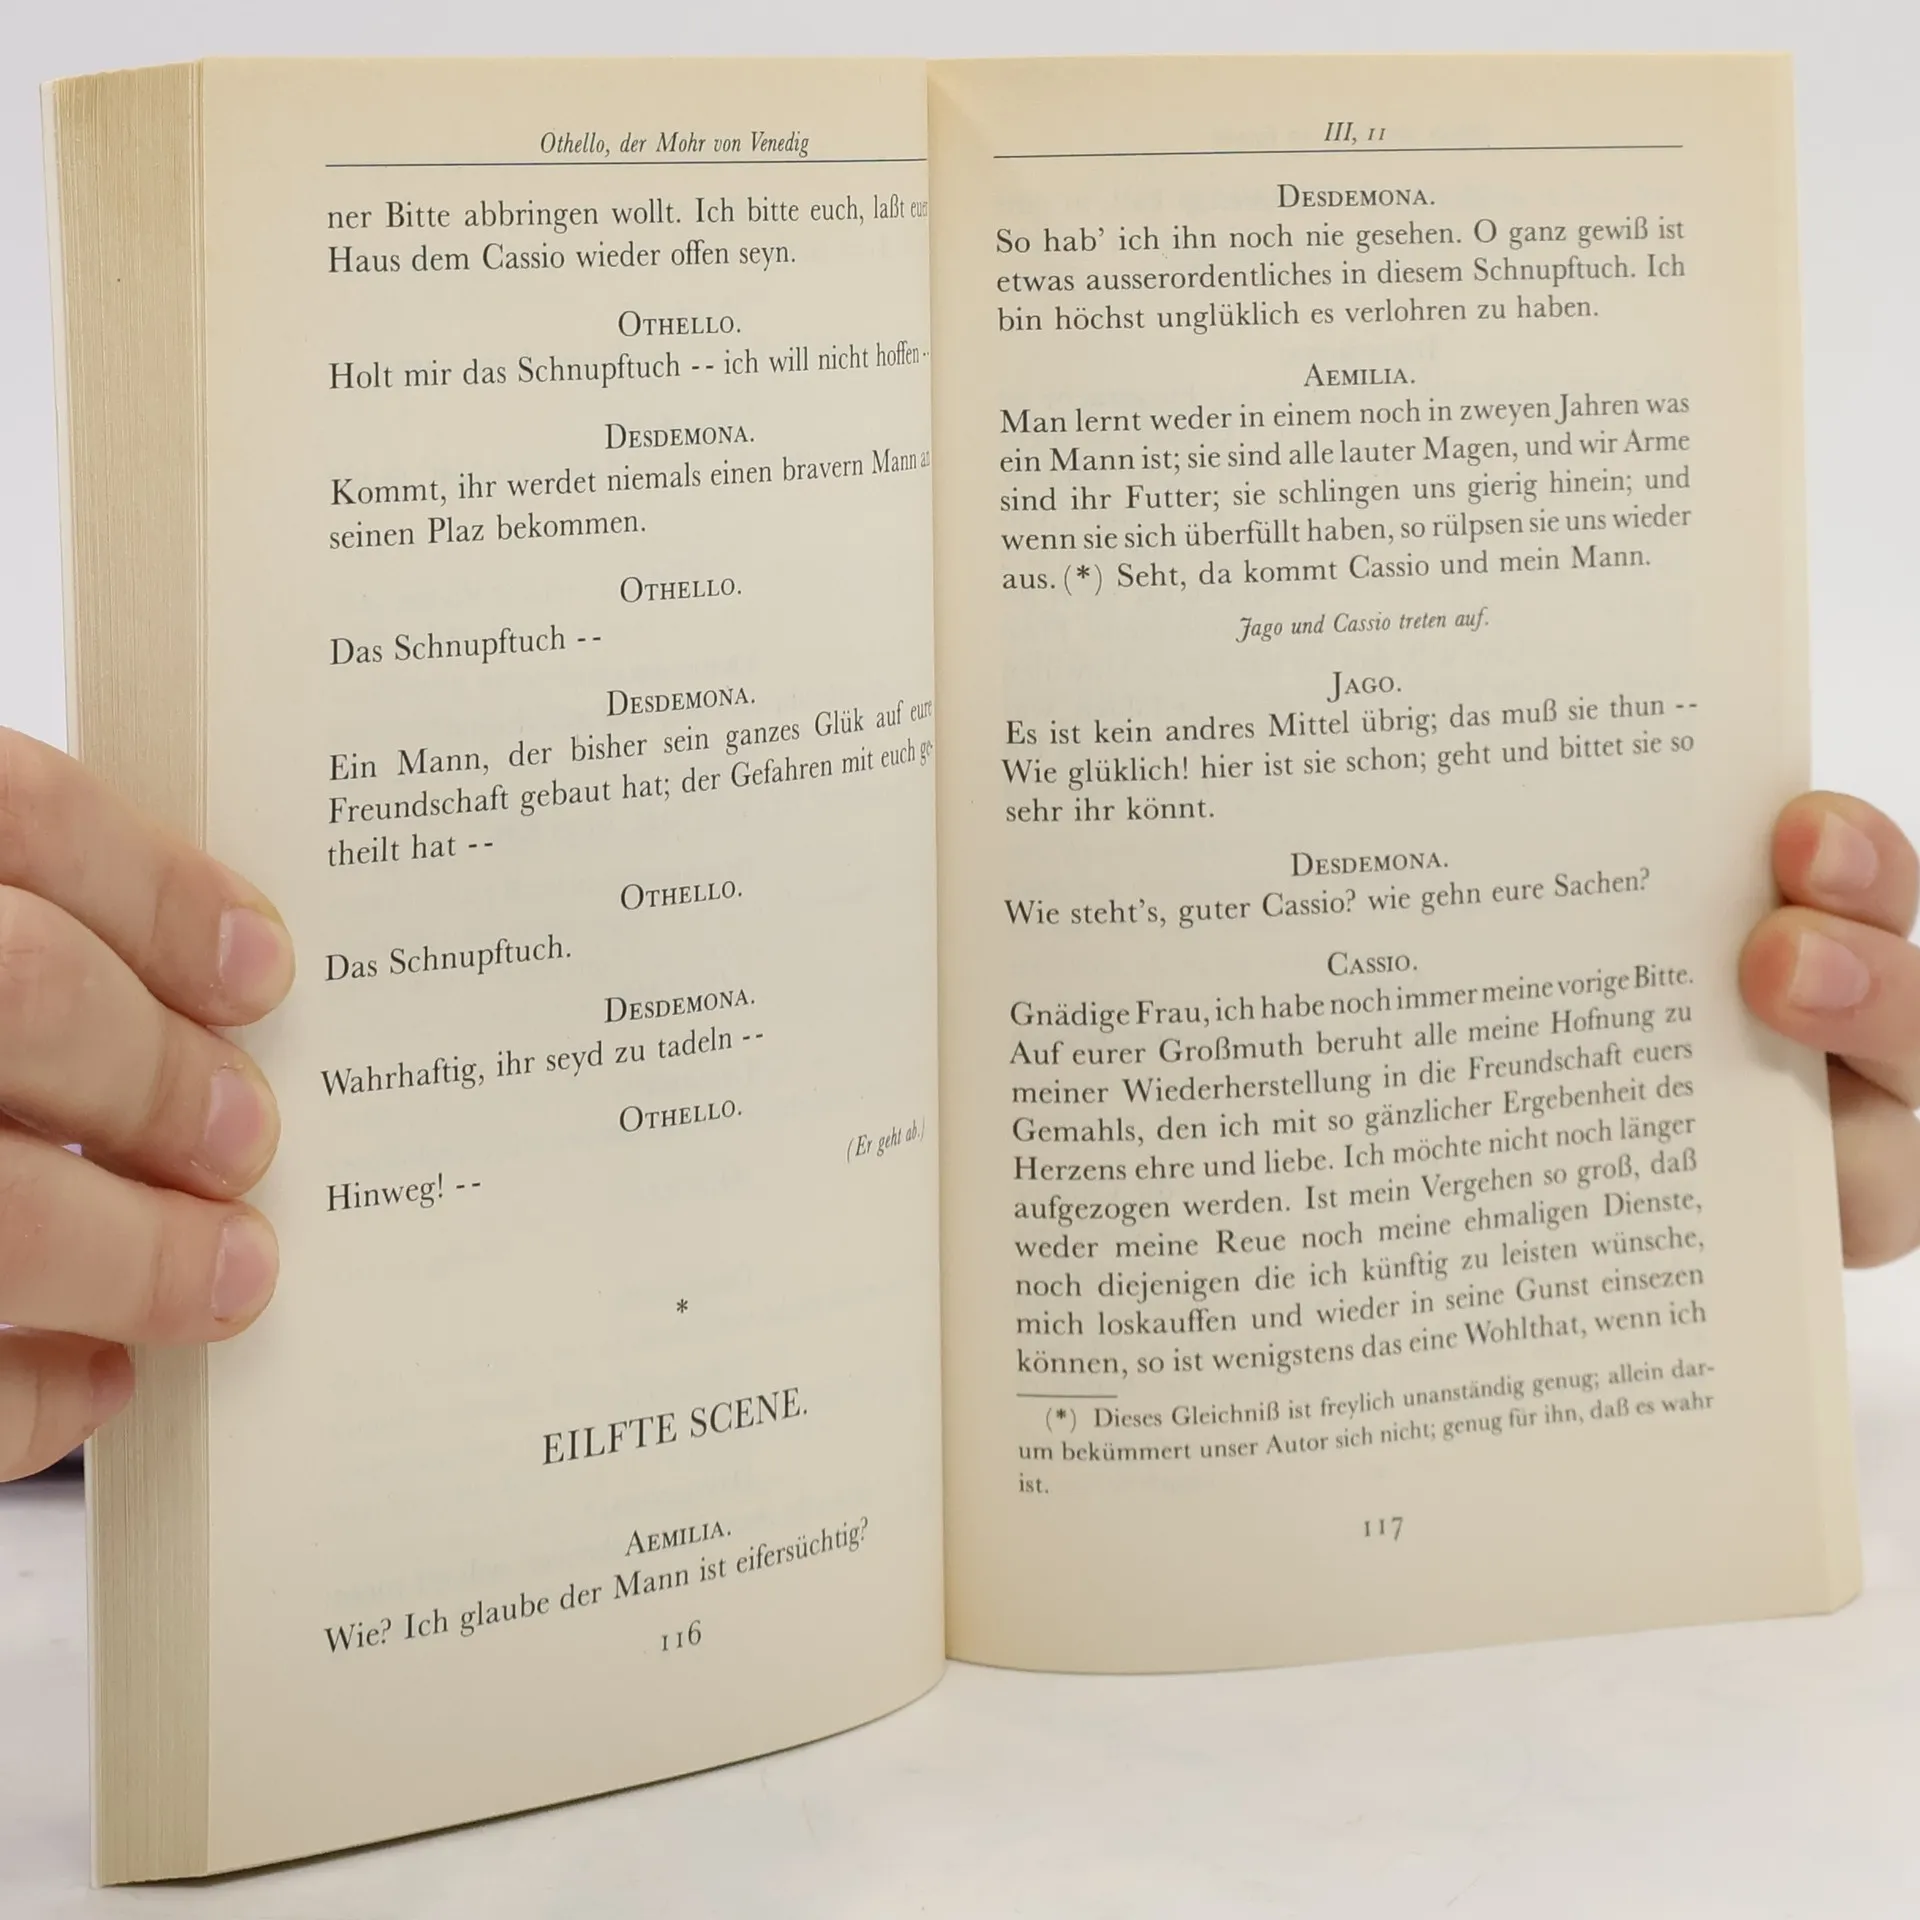 Othello, der Mohr von Venedig
ner Bitte abbringen wollt. Ich bitte euch, laßt
Haus dem Cassio wieder offen seyn.
OTHELLO.
Holt mir das Schnupftuch -- ich will nicht hoffen --
DESDEMONA.
Kommt, ihr werdet niemals einen bravern Mann an
seinen Plaz bekommen.
OTHELLO.
Das Schnupftuch --
DESDEMONA.
Ein Mann, der bisher sein ganzes Glük auf eure
Freundschaft gebaut hat; der Gefahren mit euch ge-
theilt hat --
OTHELLO.
Das Schnupftuch.
DESDEMONA.
Wahrhaftig, ihr seyd zu tadeln --
OTHELLO.
(Er geht ab.)
Hinweg! --
*
EILFTE SCENE.
AEMILIA.
Wie? Ich glaube der Mann ist eifersüchtig?
116
III, 11
DESDEMONA.
So hab' ich ihn noch nie gesehen. O ganz gewiß ist
etwas ausserordentliches in diesem Schnupftuch. Ich
bin höchst unglüklich es verlohren zu haben.
AEMILIA.
Man lernt weder in einem noch in zweyen Jahren was
ein Mann ist; sie sind alle lauter Magen, und wir Arme
sind ihr Futter; sie schlingen uns gierig hinein; und
wenn sie sich überfüllt haben, so rülpsen sie uns wieder
aus. (*) Seht, da kommt Cassio und mein Mann.
Jago und Cassio treten auf.
JAGO.
Es ist kein andres Mittel übrig; das muß sie thun --
Wie glüklich! hier ist sie schon; geht und bittet sie so
sehr ihr könnt.
DESDEMONA.
Wie steht's, guter Cassio? wie gehn eure Sachen?
CASSIO.
Gnädige Frau, ich habe noch immer meine vorige Bitte.
Auf eurer Großmuth beruht alle meine Hofnung zu
meiner Wiederherstellung in die Freundschaft euers
Gemahls, den ich mit so gänzlicher Ergebenheit des
Herzens ehre und liebe. Ich möchte nicht noch länger
aufgezogen werden. Ist mein Vergehen so groß, daß
weder meine Reue noch meine ehmaligen Dienste,
noch diejenigen die ich künftig zu leisten wünsche,
mich loskauffen und wieder in seine Gunst einsezen
können, so ist wenigstens das eine Wohlthat, wenn ich
(*) Dieses Gleichniß ist freylich unanständig genug; allein dar-
um bekümmert unser Autor sich nicht; genug für ihn, daß es wahr
ist.
117